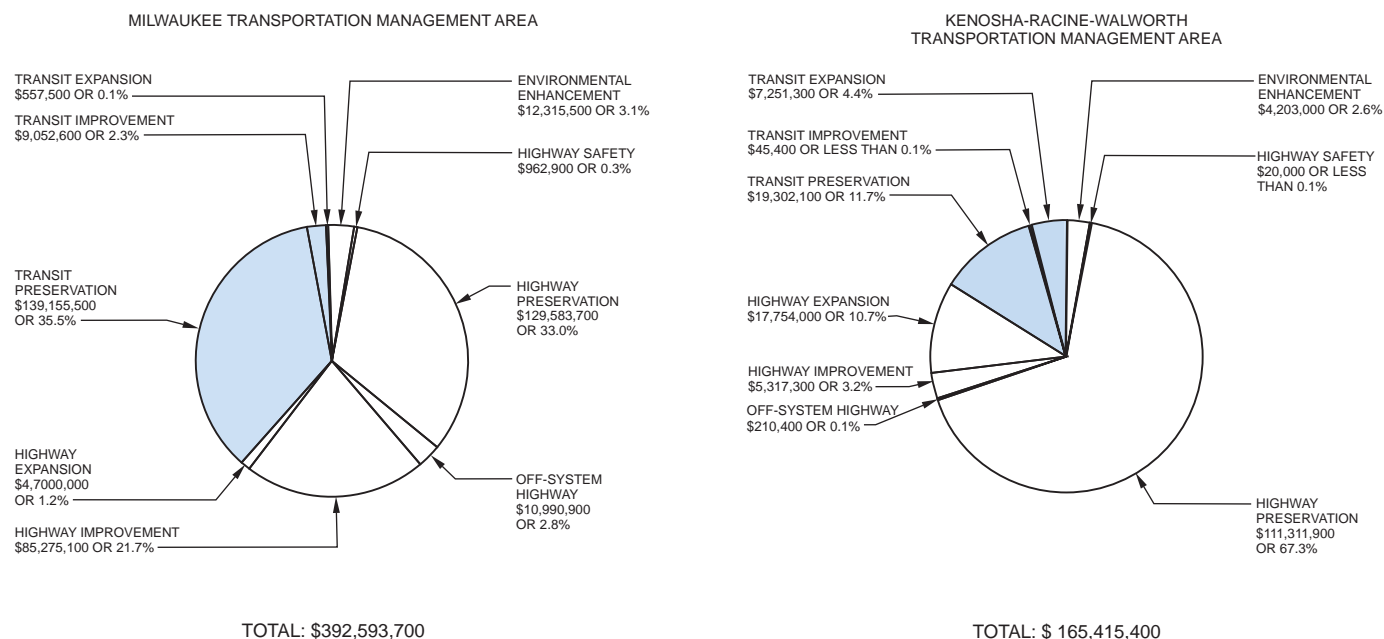 MILWAUKEE TRANSPORTATION MANAGEMENT AREA
TRANSIT EXPANSION
$557,500 OR 0.1%
TRANSIT IMPROVEMENT
$9,052,600 OR 2.3%
TRANSIT
PRESERVATION
$139,155,500
OR 35.5%
HIGHWAY
EXPANSION
$4,7000,000
OR 1.2%
HIGHWAY IMPROVEMENT
$85,275,100 OR 21.7%
ENVIRONMENTAL
ENHANCEMENT
$12,315,500 OR 3.1%
HIGHWAY SAFETY
$962,900 OR 0.3%
HIGHWAY
PRESERVATION
$129,583,700
OR 33.0%
OFF-SYSTEM
HIGHWAY
$10,990,900
OR 2.8%
TOTAL: $392,593,700
KENOSHA-RACINE-WALWORTH
TRANSPORTATION MANAGEMENT AREA
TRANSIT EXPANSION
$7,251,300 OR 4.4%
TRANSIT IMPROVEMENT
$45,400 OR LESS THAN 0.1%
TRANSIT PRESERVATION
$19,302,100 OR 11.7%
HIGHWAY EXPANSION
$17,754,000 OR 10.7%
HIGHWAY IMPROVEMENT
$5,317,300 OR 3.2%
OFF-SYSTEM HIGHWAY
$210,400 OR 0.1%
ENVIRONMENTAL
ENHANCEMENT
$4,203,000 OR 2.6%
HIGHWAY SAFETY
$20,000 OR LESS
THAN 0.1%
HIGHWAY
PRESERVATION
$111,311,900
OR 67.3%
TOTAL: $ 165,415,400